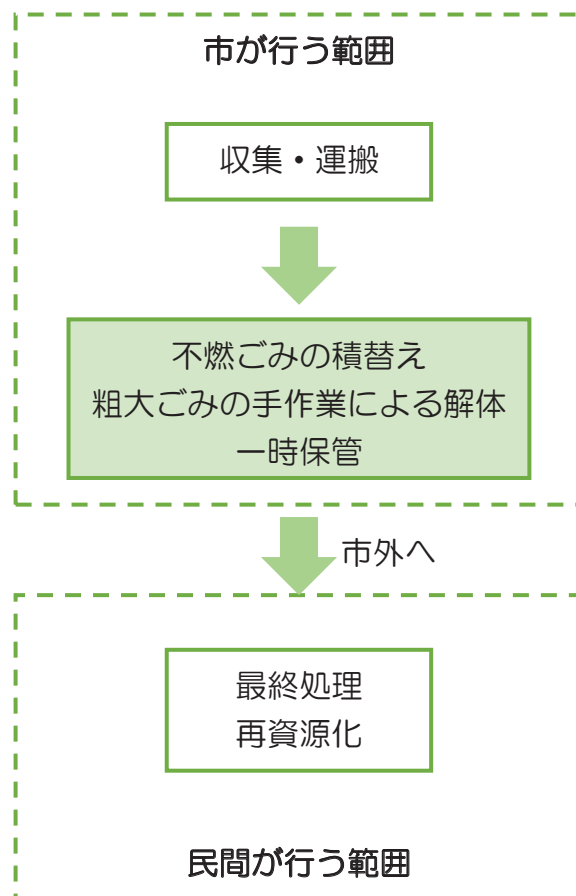 市が行う範囲
収集・運搬
不燃ごみの積替え
粗大ごみの手作業による解体
一時保管
市外へ
最終処理
再資源化
民間が行う範囲